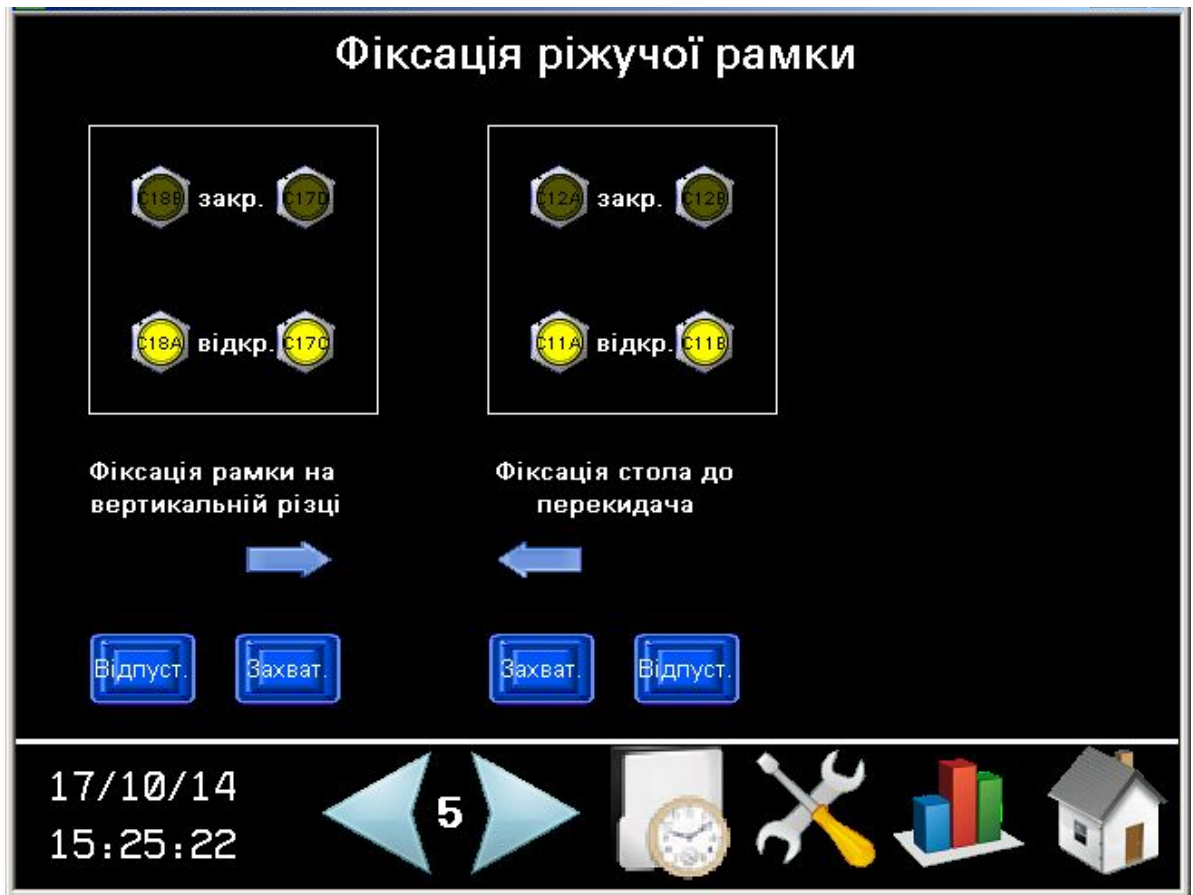 Фіксація ріжучої рамки
C18B закр. C17D
C12A закр. C12B
C18A відкр. C17C
C11A відкр. C11B
Фіксація рамки на
вертикальній різці
Фіксація стола до
перекидача
Відпуст. Захват.
Захват. Відпуст.
17/10/14
15:25:22
5